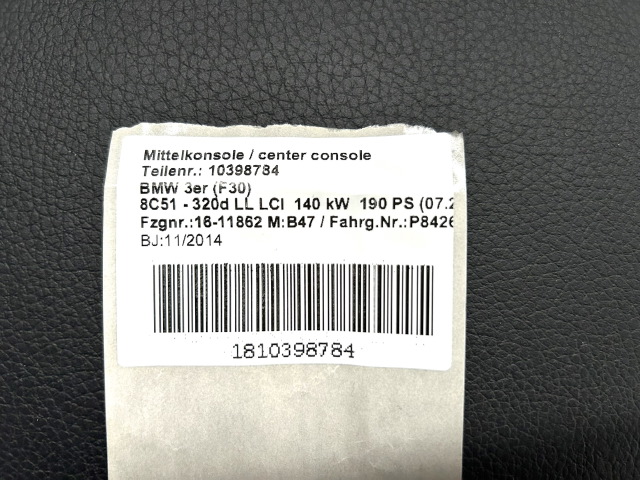 Mittelkonsole / center console
Teilenr.: 10398784
BMW 3er (F30)
8C51 - 320d LL LCI 140 kW 190 PS (07.2
Fzgnr.:16-11862 M:B47 / Fahrg.Nr.:P8426
BJ:11/2014
1810398784